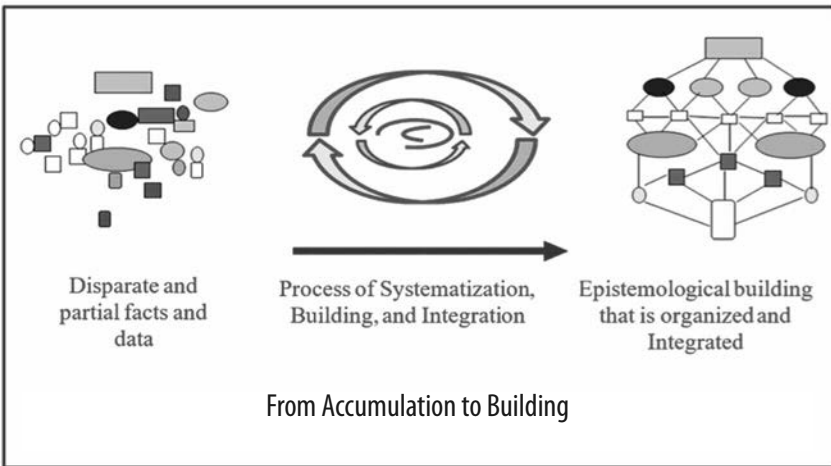 Disparate and
partial facts and
data
Process of Systematization,
Building, and Integration
Epistemological building
that is organized and
Integrated
From Accumulation to Building